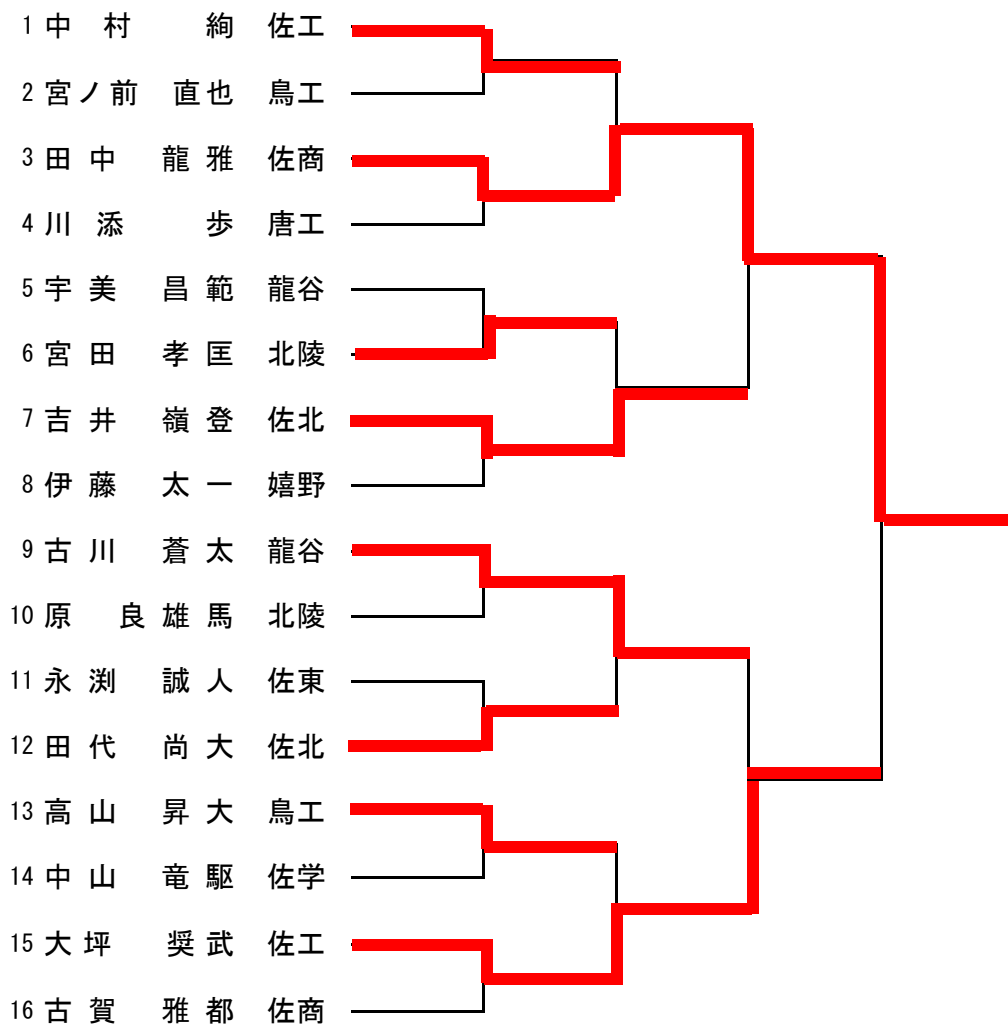 1 中村 絢 佐工
2 宮ノ前 直也 鳥工
3 田中 龍雅 佐商
4 川添 歩 唐工
5 宇美 昌範 龍谷
6 宮田 孝匡 北陵
7 吉井 嶺登 佐北
8 伊藤 太一 嬉野
9 古川 蒼太 龍谷
10 原 良雄馬 北陵
11 永渕 誠人 佐東
12 田代 尚大 佐北
13 高山 昇大 鳥工
14 中山 竜駆 佐学
15 大坪 奨武 佐工
16 古賀 雅都 佐商